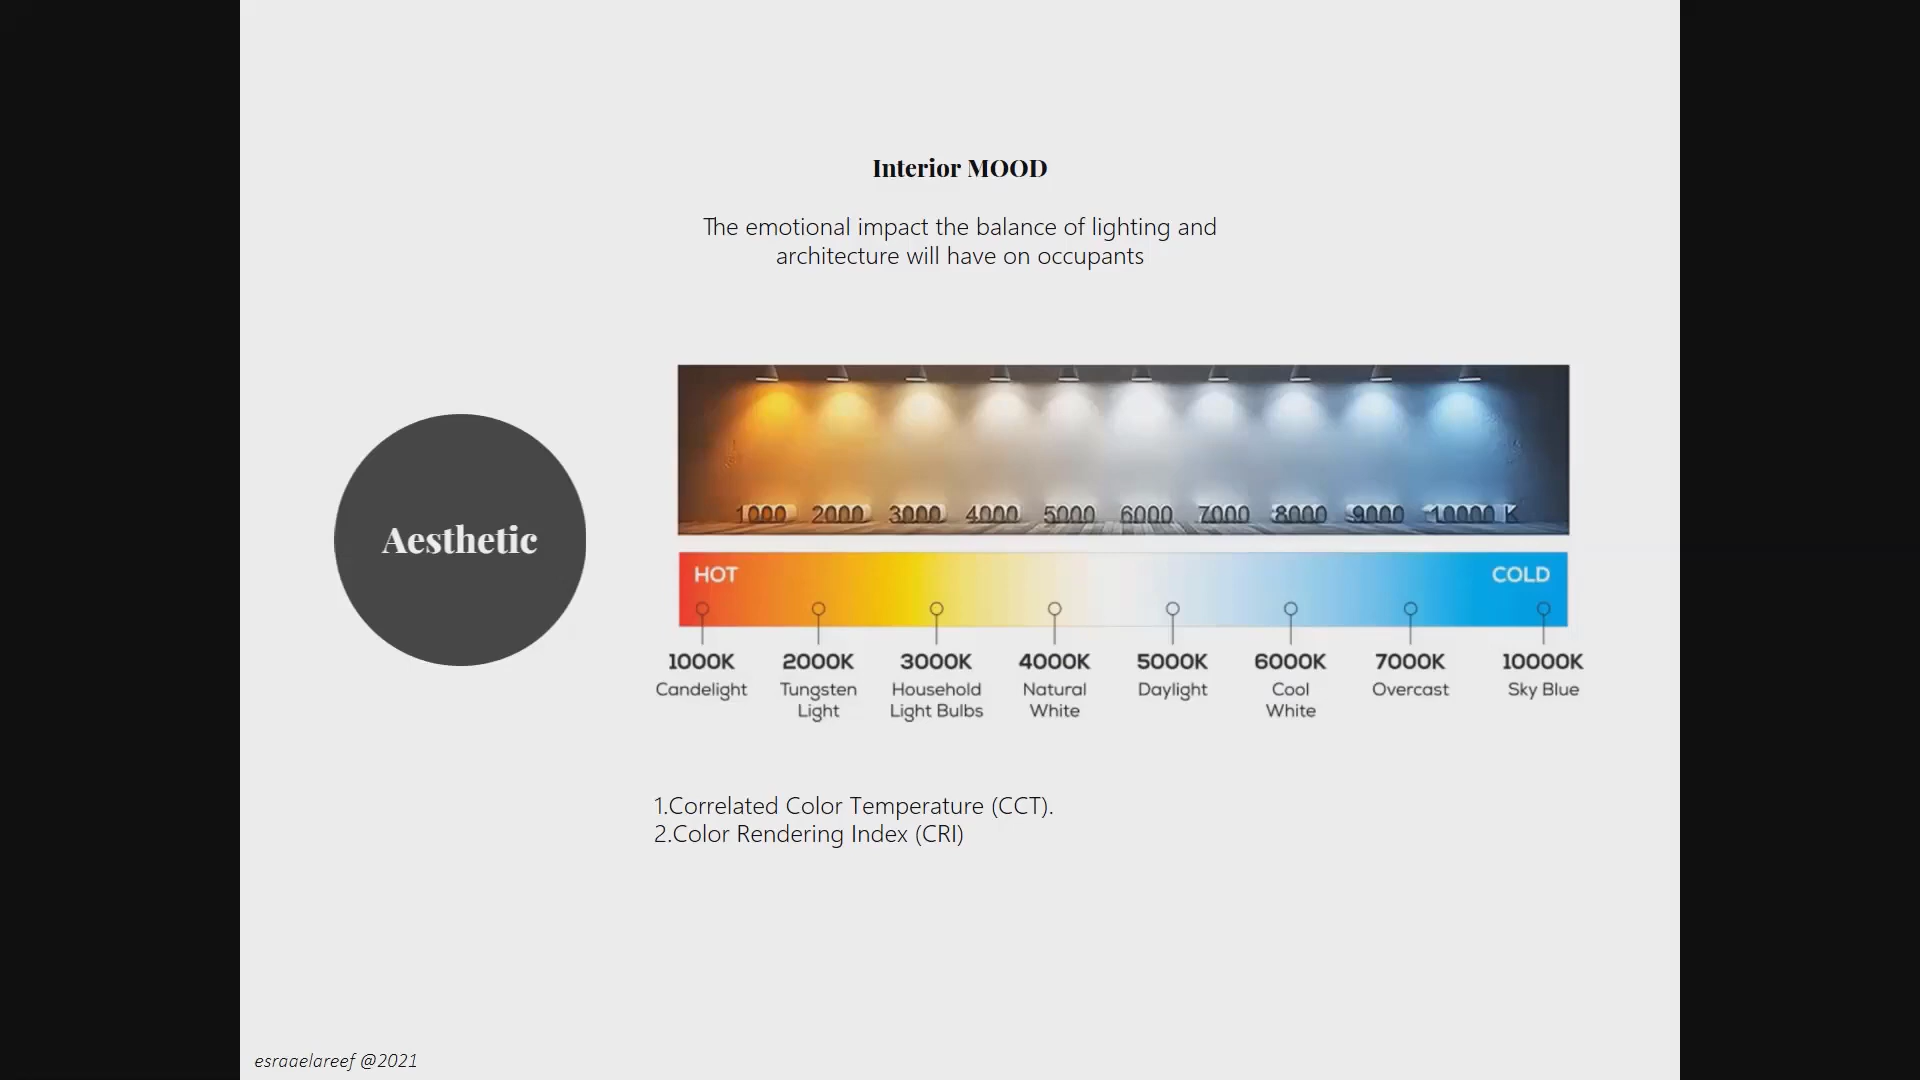 Interior MOOD
The emotional impact the balance of lighting and
architecture will have on occupants
Aesthetic
1000 2000 3000 4000 5000 6000 7000 8000 9000 10000 K
HOT COLD
1000K 2000K 3000K 4000K 5000K 6000K 7000K 10000K
Candelight Tungsten Household Natural Daylight Cool Overcast Sky Blue
Light Light Bulbs White White
1.Correlated Color Temperature (CCT).
2.Color Rendering Index (CRI)
esraaelareef @2021